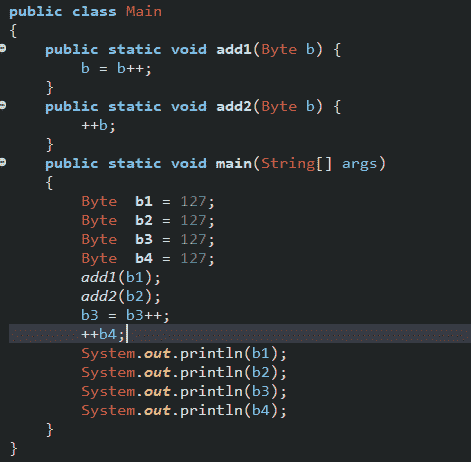 public class Main
{
    public static void add1(Byte b) {
        b = b++;
    }
    public static void add2(Byte b) {
        ++b;
    }
    public static void main(String[] args)
    {
        Byte  b1 = 127;
        Byte  b2 = 127;
        Byte  b3 = 127;
        Byte  b4 = 127;
        add1(b1);
        add2(b2);
        b3 = b3++;
        ++b4;
        System.out.println(b1);
        System.out.println(b2);
        System.out.println(b3);
        System.out.println(b4);
    }
}